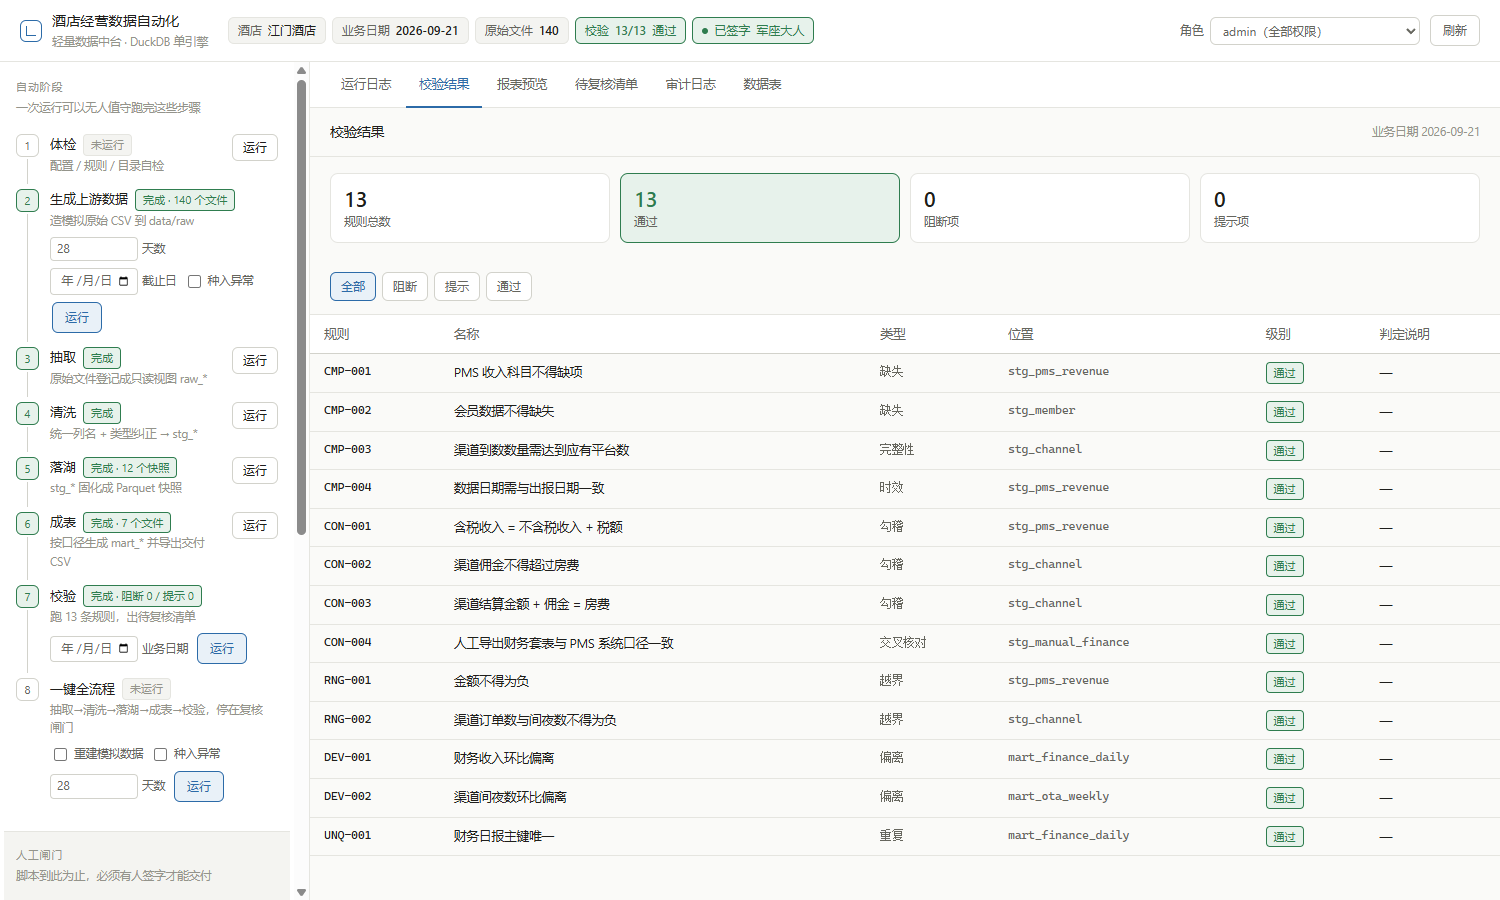 酒店经营数据自动化
轻量数据中台 · DuckDB 单引擎
酒店 江门酒店
业务日期 2026-09-21
原始文件 140
校验 13/13 通过
已签字 军座大人
角色
admin（全部权限）
刷新
自动阶段
一次运行可以无人值守跑完这些步骤
1 体检 未运行
运行
配置 / 规则 / 目录自检
2 生成上游数据 完成 · 140 个文件
造模拟原始 CSV 到 data/raw
28 天数
年 /月/日 截止日 种入异常
运行
3 抽取 完成
运行
原始文件登记成只读视图 raw_*
4 清洗 完成
运行
统一列名 + 类型纠正 → stg_*
5 落湖 完成 · 12 个快照
运行
stg_* 固化成 Parquet 快照
6 成表 完成 · 7 个文件
运行
按口径生成 mart_* 并导出交付
CSV
7 校验 完成 · 阻断 0 / 提示 0
跑 13 条规则，出待复核清单
年 /月/日 业务日期 运行
8 一键全流程 未运行
抽取→清洗→落湖→成表→校验，停在复核
闸门
重建模拟数据 种入异常
28 天数 运行
人工闸门
脚本到此为止，必须有人签字才能交付
运行日志 校验结果 报表预览 待复核清单 审计日志 数据表
校验结果
业务日期 2026-09-21
13
规则总数
13
通过
0
阻断项
0
提示项
全部 阻断 提示 通过
规则 名称 类型 位置 级别 判定说明
CMP-001 PMS 收入科目不得缺项 缺失 stg_pms_revenue 通过 —
CMP-002 会员数据不得缺失 缺失 stg_member 通过 —
CMP-003 渠道到数数量需达到应有平台数 完整性 stg_channel 通过 —
CMP-004 数据日期需与出报日期一致 时效 stg_pms_revenue 通过 —
CON-001 含税收入 = 不含税收入 + 税额 勾稽 stg_pms_revenue 通过 —
CON-002 渠道佣金不得超过房费 勾稽 stg_channel 通过 —
CON-003 渠道结算金额 + 佣金 = 房费 勾稽 stg_channel 通过 —
CON-004 人工导出财务套表与 PMS 系统口径一致 交叉核对 stg_manual_finance 通过 —
RNG-001 金额不得为负 越界 stg_pms_revenue 通过 —
RNG-002 渠道订单数与间夜数不得为负 越界 stg_channel 通过 —
DEV-001 财务收入环比偏离 偏离 mart_finance_daily 通过 —
DEV-002 渠道间夜数环比偏离 偏离 mart_ota_weekly 通过 —
UNQ-001 财务日报主键唯一 重复 mart_finance_daily 通过 —